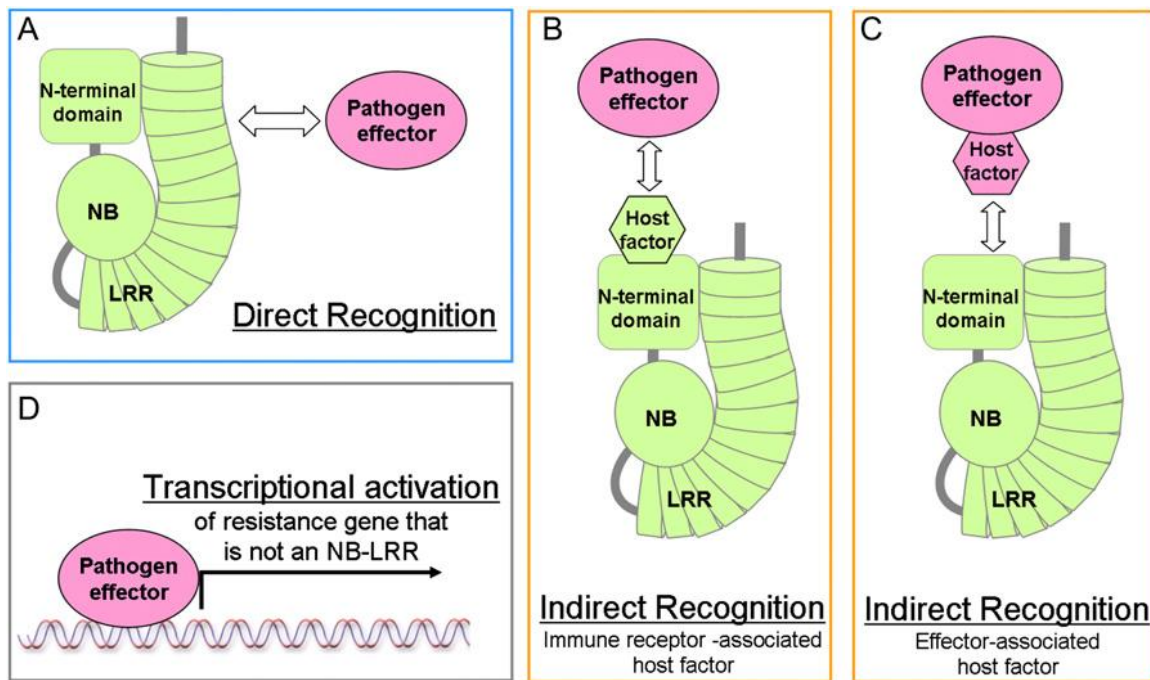 A
N-terminal
domain
NB
LRR
Pathogen
effector
Direct Recognition
B
Pathogen
effector
Host
factor
N-terminal
domain
NB
LRR
Indirect Recognition
Immune receptor -associated
host factor
C
Pathogen
effector
Host
factor
N-terminal
domain
NB
LRR
Indirect Recognition
Effector-associated
host factor
D
Transcriptional activation
of resistance gene that
is not an NB-LRR
Pathogen
effector